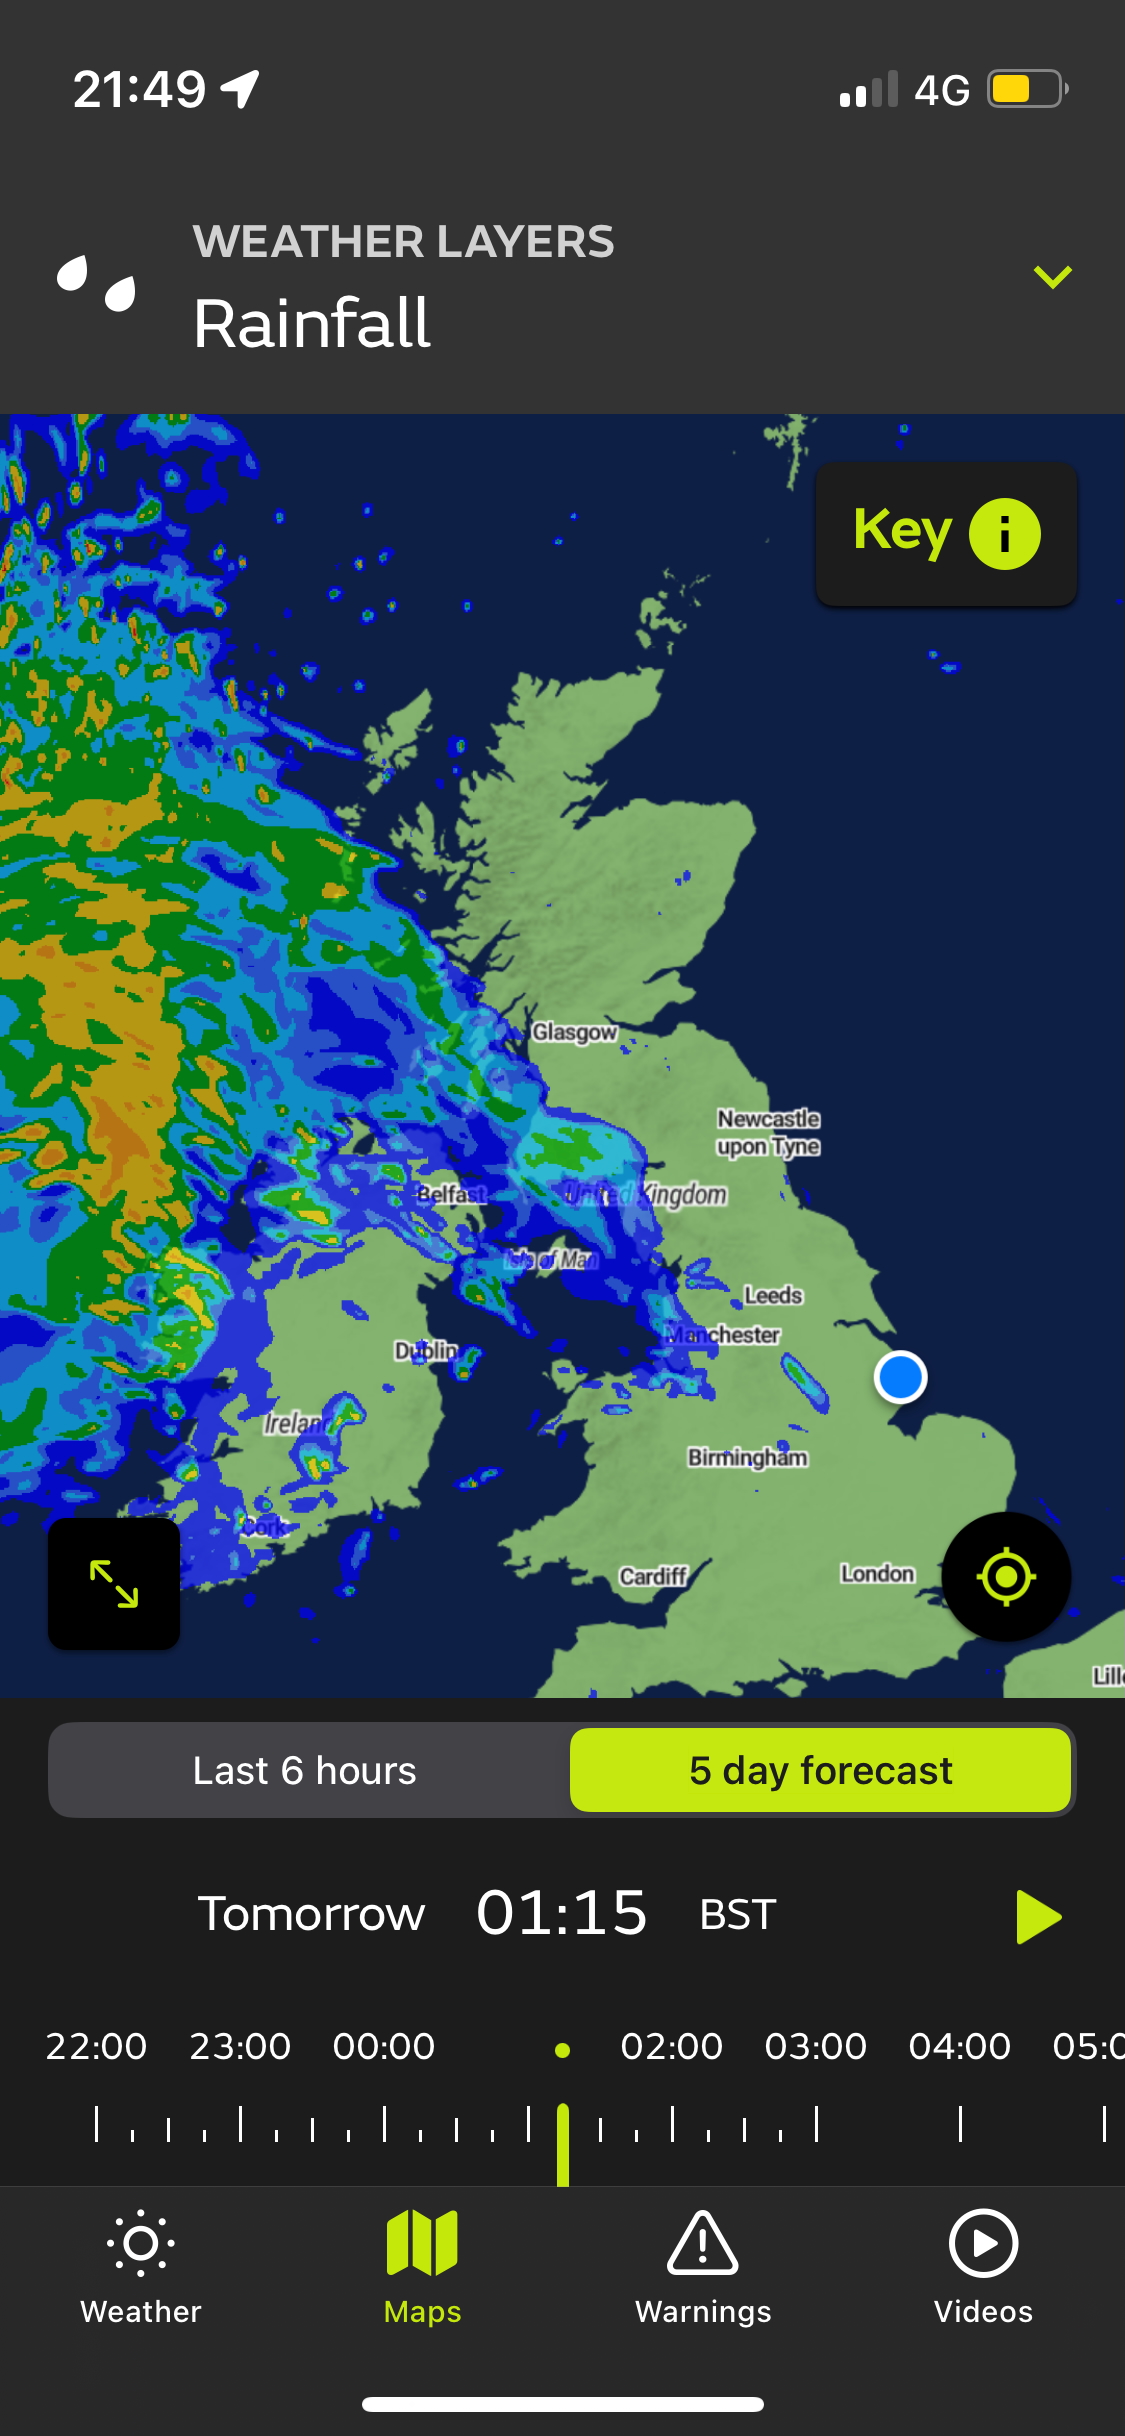 21:49
4G
WEATHER LAYERS
Rainfall
Key i
Glasgow
Newcastle
upon Tyne
Belfast
United Kingdom
Isle of Man
Leeds
Manchester
Dublin
Ireland
Birmingham
Cork
Cardiff
London
Lille
Last 6 hours
5 day forecast
Tomorrow 01:15 BST
22:00 23:00 00:00 02:00 03:00 04:00 05:0
Weather Maps Warnings Videos